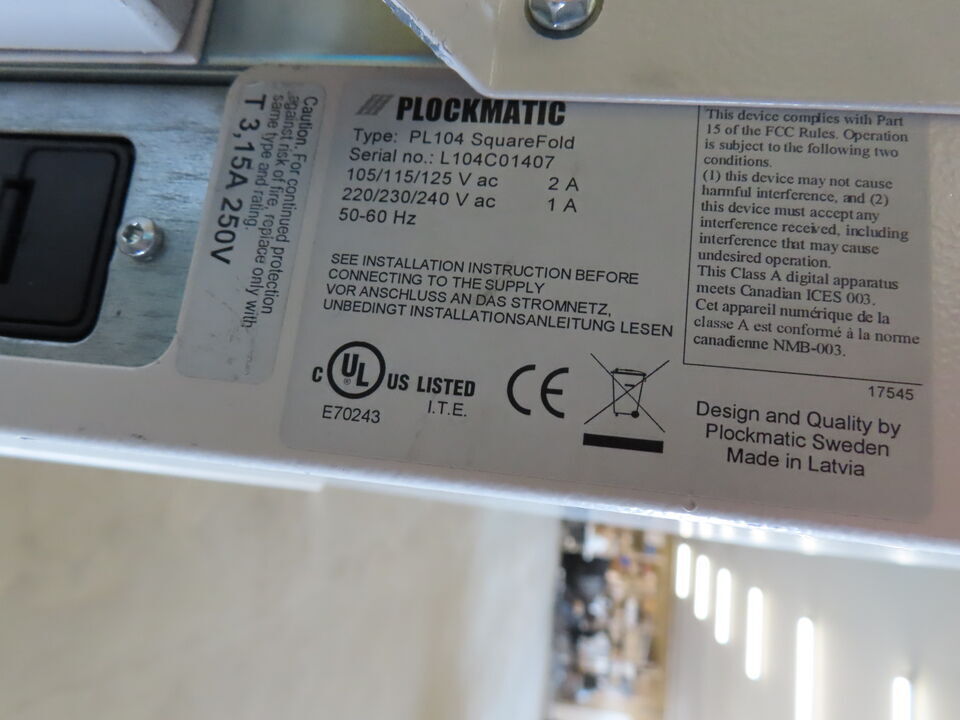 Caution. For continued protection
against risk of fire, replace only with
same type and rating.
T 3,15A 250V
PLOCKMATIC
Type: PL104 SquareFold
Serial no.: L104C01407
105/115/125 V ac 2 A
220/230/240 V ac 1 A
50-60 Hz
SEE INSTALLATION INSTRUCTION BEFORE
CONNECTING TO THE SUPPLY
VOR ANSCHLUSS AN DAS STROMNETZ,
UNBEDINGT INSTALLATIONSANLEITUNG LESEN
C UL ® US LISTED
I.T.E.
E70243
CE
This device complies with Part
15 of the FCC Rules. Operation
is subject to the following two
conditions.
(1) this device may not cause
harmful interference, and (2)
this device must accept any
interference received, including
interference that may cause
undesired operation.
This Class A digital apparatus
meets Canadian ICES 003.
Cet appareil numérique de la
classe A est conformé à la norme
canadienne NMB-003.
17545
Design and Quality by
Plockmatic Sweden
Made in Latvia